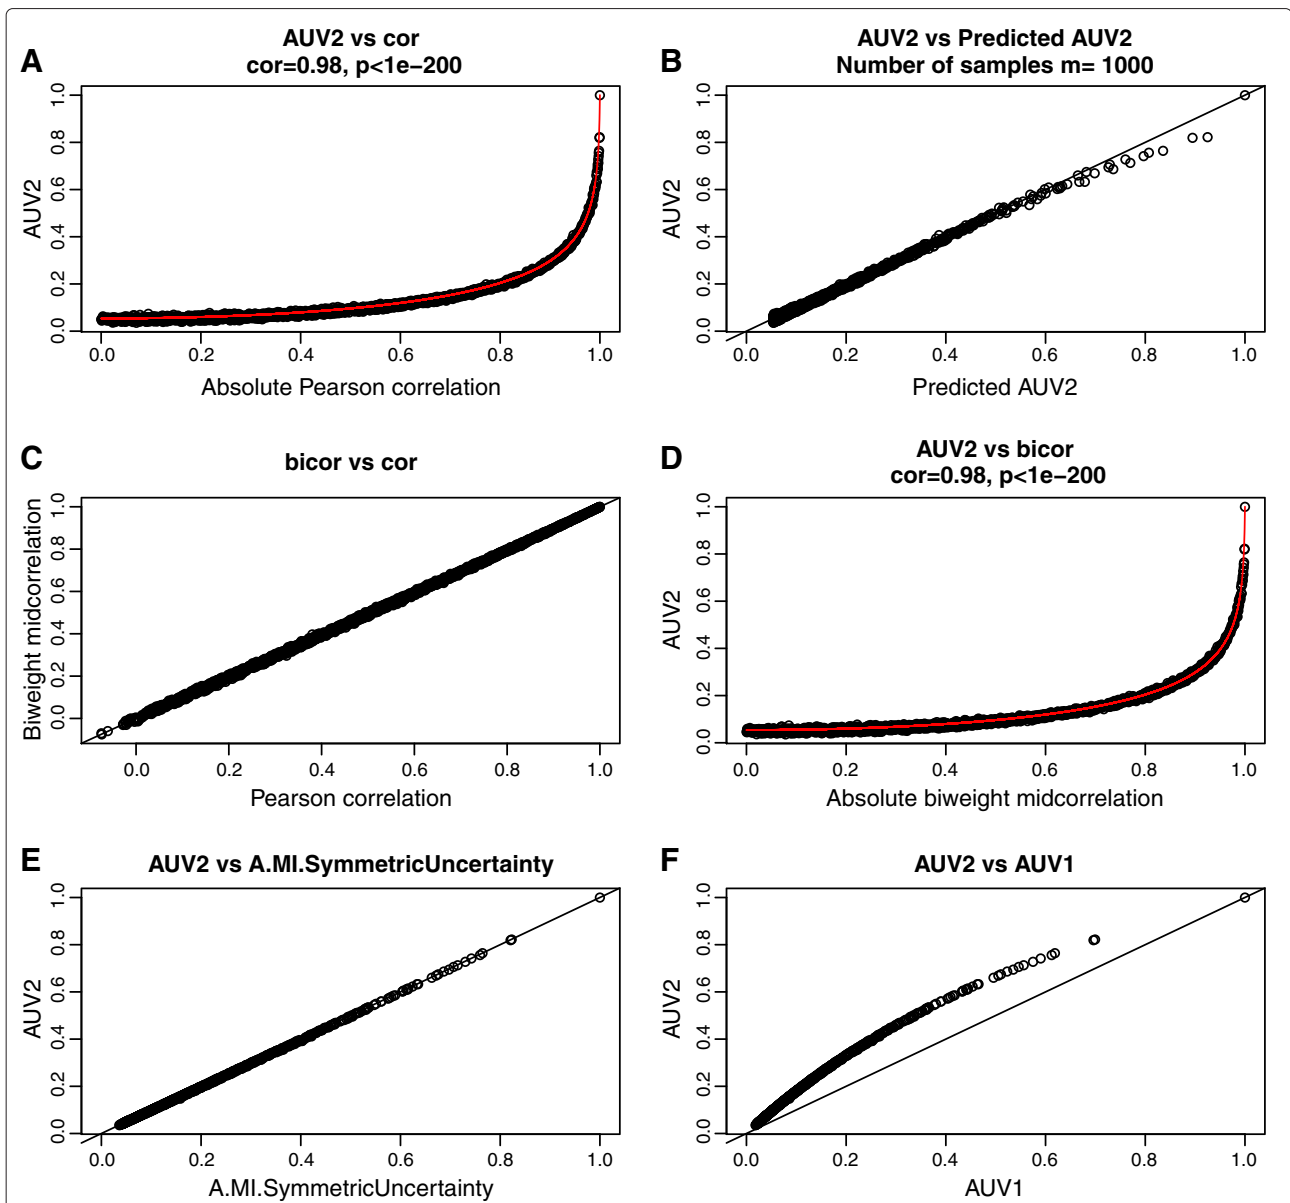 A
AUV2 vs cor
cor=0.98, p<1e−200
AUV2
0.0 0.2 0.4 0.6 0.8 1.0
0.0 0.2 0.4 0.6 0.8 1.0
Absolute Pearson correlation
B
AUV2 vs Predicted AUV2
Number of samples m= 1000
AUV2
0.0 0.2 0.4 0.6 0.8 1.0
0.0 0.2 0.4 0.6 0.8 1.0
Predicted AUV2
C
bicor vs cor
Biweight midcorrelation
0.0 0.2 0.4 0.6 0.8 1.0
0.0 0.2 0.4 0.6 0.8 1.0
Pearson correlation
D
AUV2 vs bicor
cor=0.98, p<1e−200
AUV2
0.0 0.2 0.4 0.6 0.8 1.0
0.0 0.2 0.4 0.6 0.8 1.0
Absolute biweight midcorrelation
E
AUV2 vs A.MI.SymmetricUncertainty
AUV2
0.0 0.2 0.4 0.6 0.8 1.0
0.0 0.2 0.4 0.6 0.8 1.0
A.MI.SymmetricUncertainty
F
AUV2 vs AUV1
AUV2
0.0 0.2 0.4 0.6 0.8 1.0
0.0 0.2 0.4 0.6 0.8 1.0
AUV1